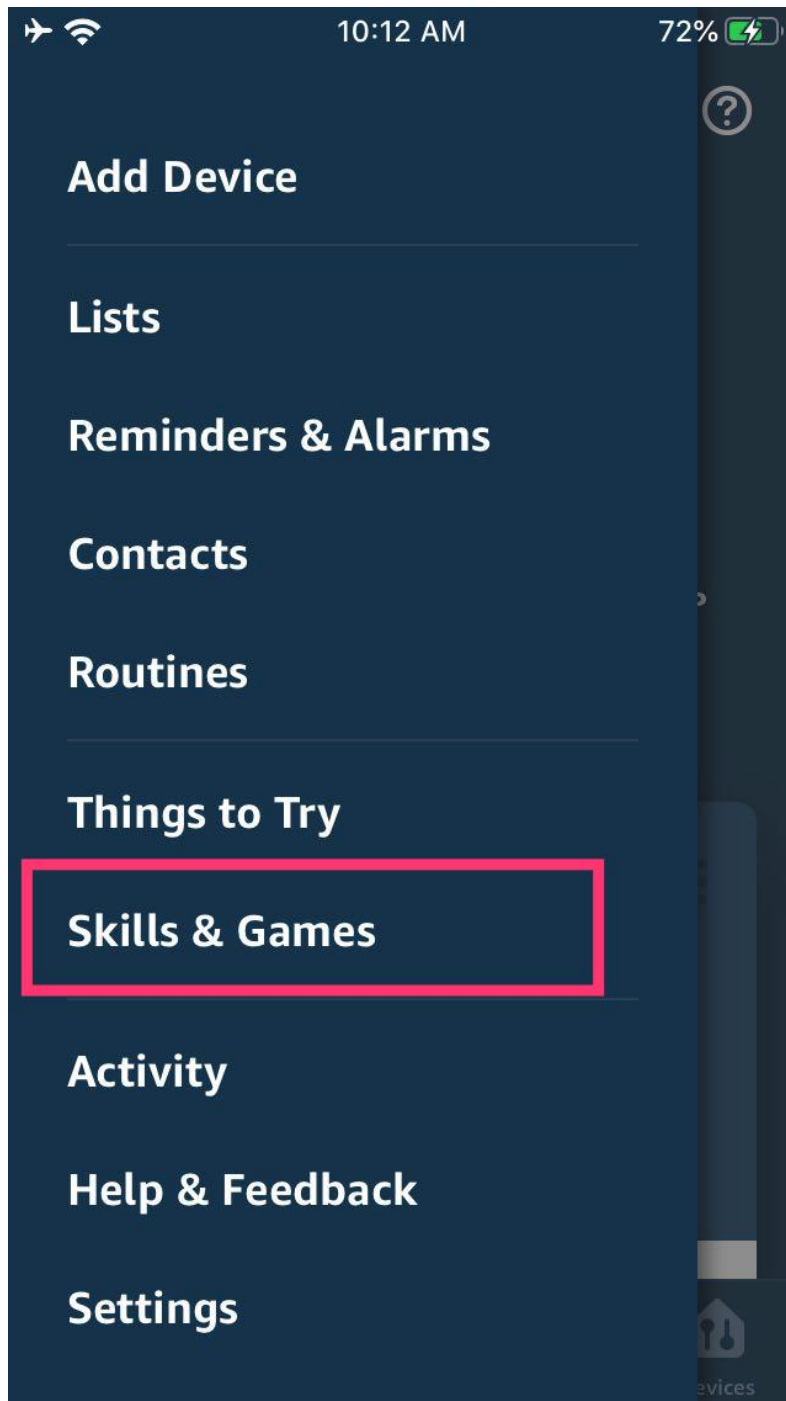 10:12 AM
72%
Add Device
Lists
Reminders & Alarms
Contacts
Routines
Things to Try
Skills & Games
Activity
Help & Feedback
Settings